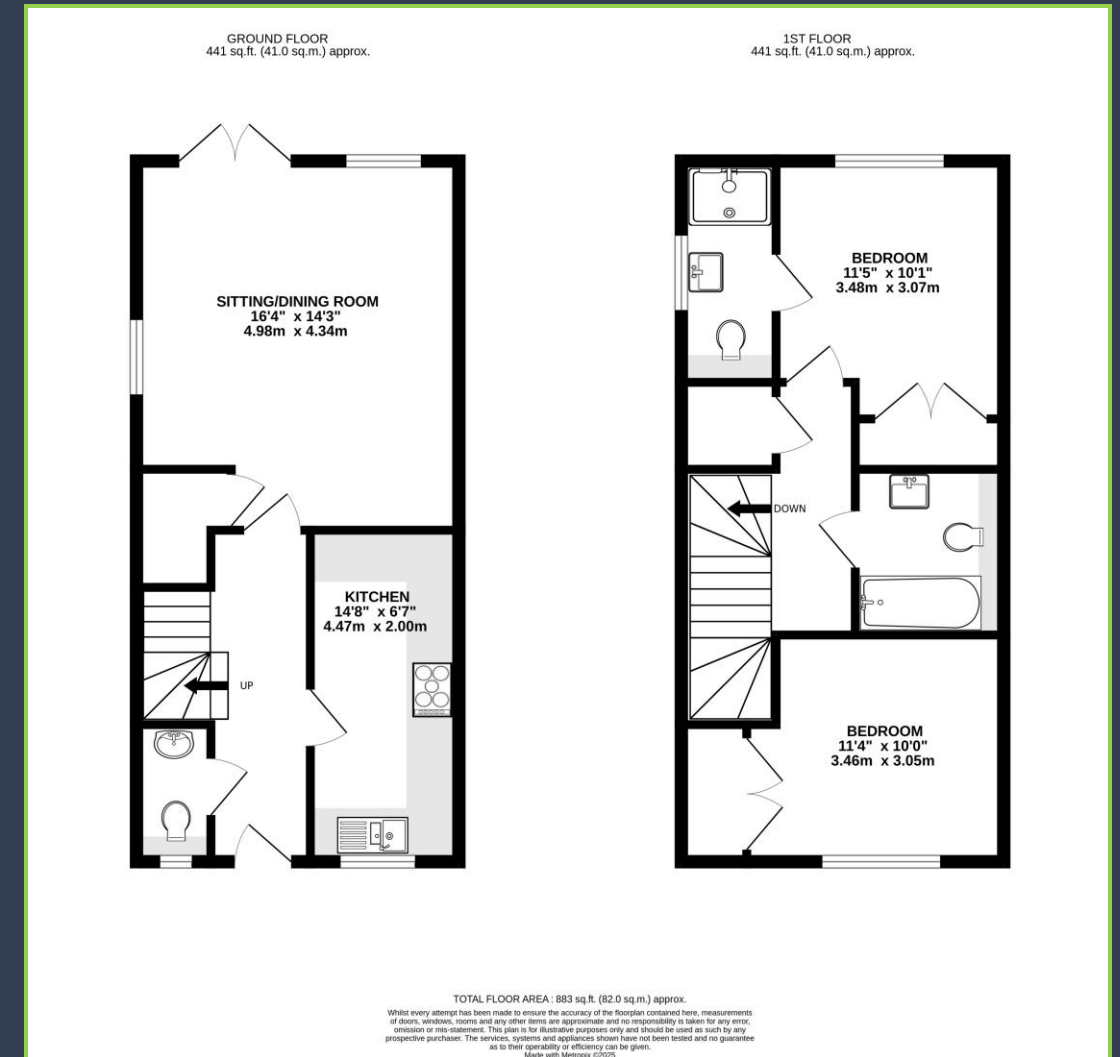 GROUND FLOOR
441 sq.ft. (41.0 sq.m.) approx.
1ST FLOOR
441 sq.ft. (41.0 sq.m.) approx.
SITTING/DINING ROOM
16'4" x 14'3"
4.98m x 4.34m
KITCHEN
14'8" x 6'7"
4.47m x 2.00m
UP
BEDROOM
11'5" x 10'1"
3.48m x 3.07m
DOWN
BEDROOM
11'4" x 10'0"
3.46m x 3.05m
TOTAL FLOOR AREA : 883 sq.ft. (82.0 sq.m.) approx.
Whilst every attempt has been made to ensure the accuracy of the floorplan contained here, measurements
of doors, windows, rooms and any other items are approximate and no responsibility is taken for any error,
omission or mis-statement. This plan is for illustrative purposes only and should be used as such by any
prospective purchaser. The services, systems and appliances shown have not been tested and no guarantee
as to their operability or efficiency can be given.
Made with Metropix ©2025